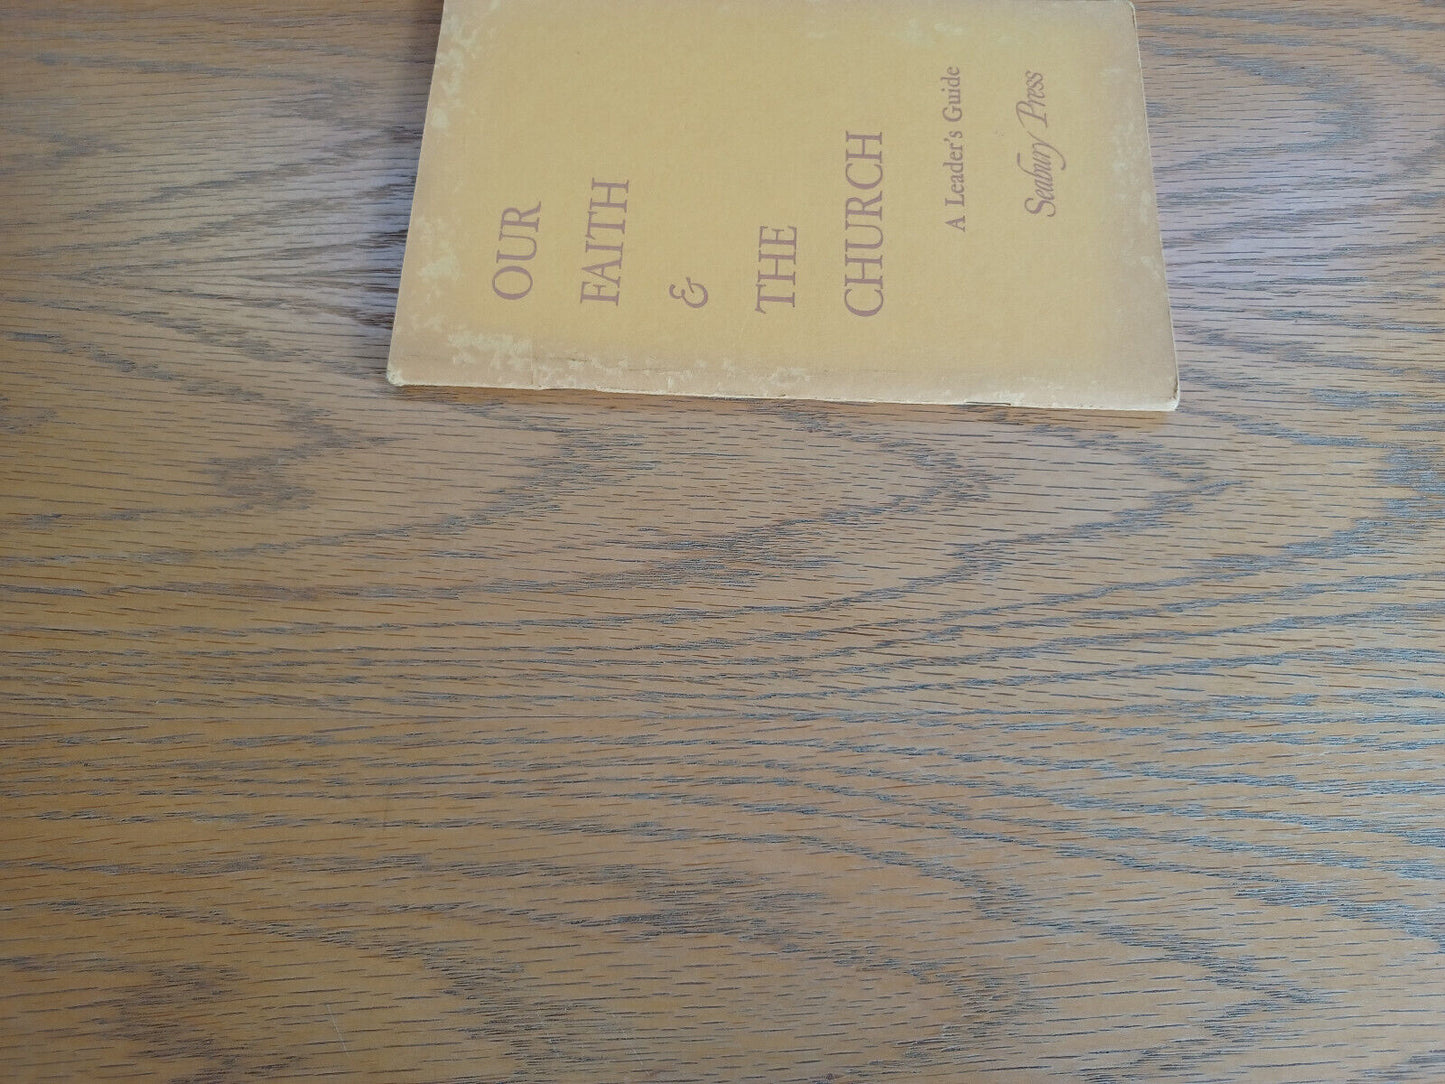 OUR
FAITH
&
THE
CHURCH
A Leader's Guide
Seabury Press